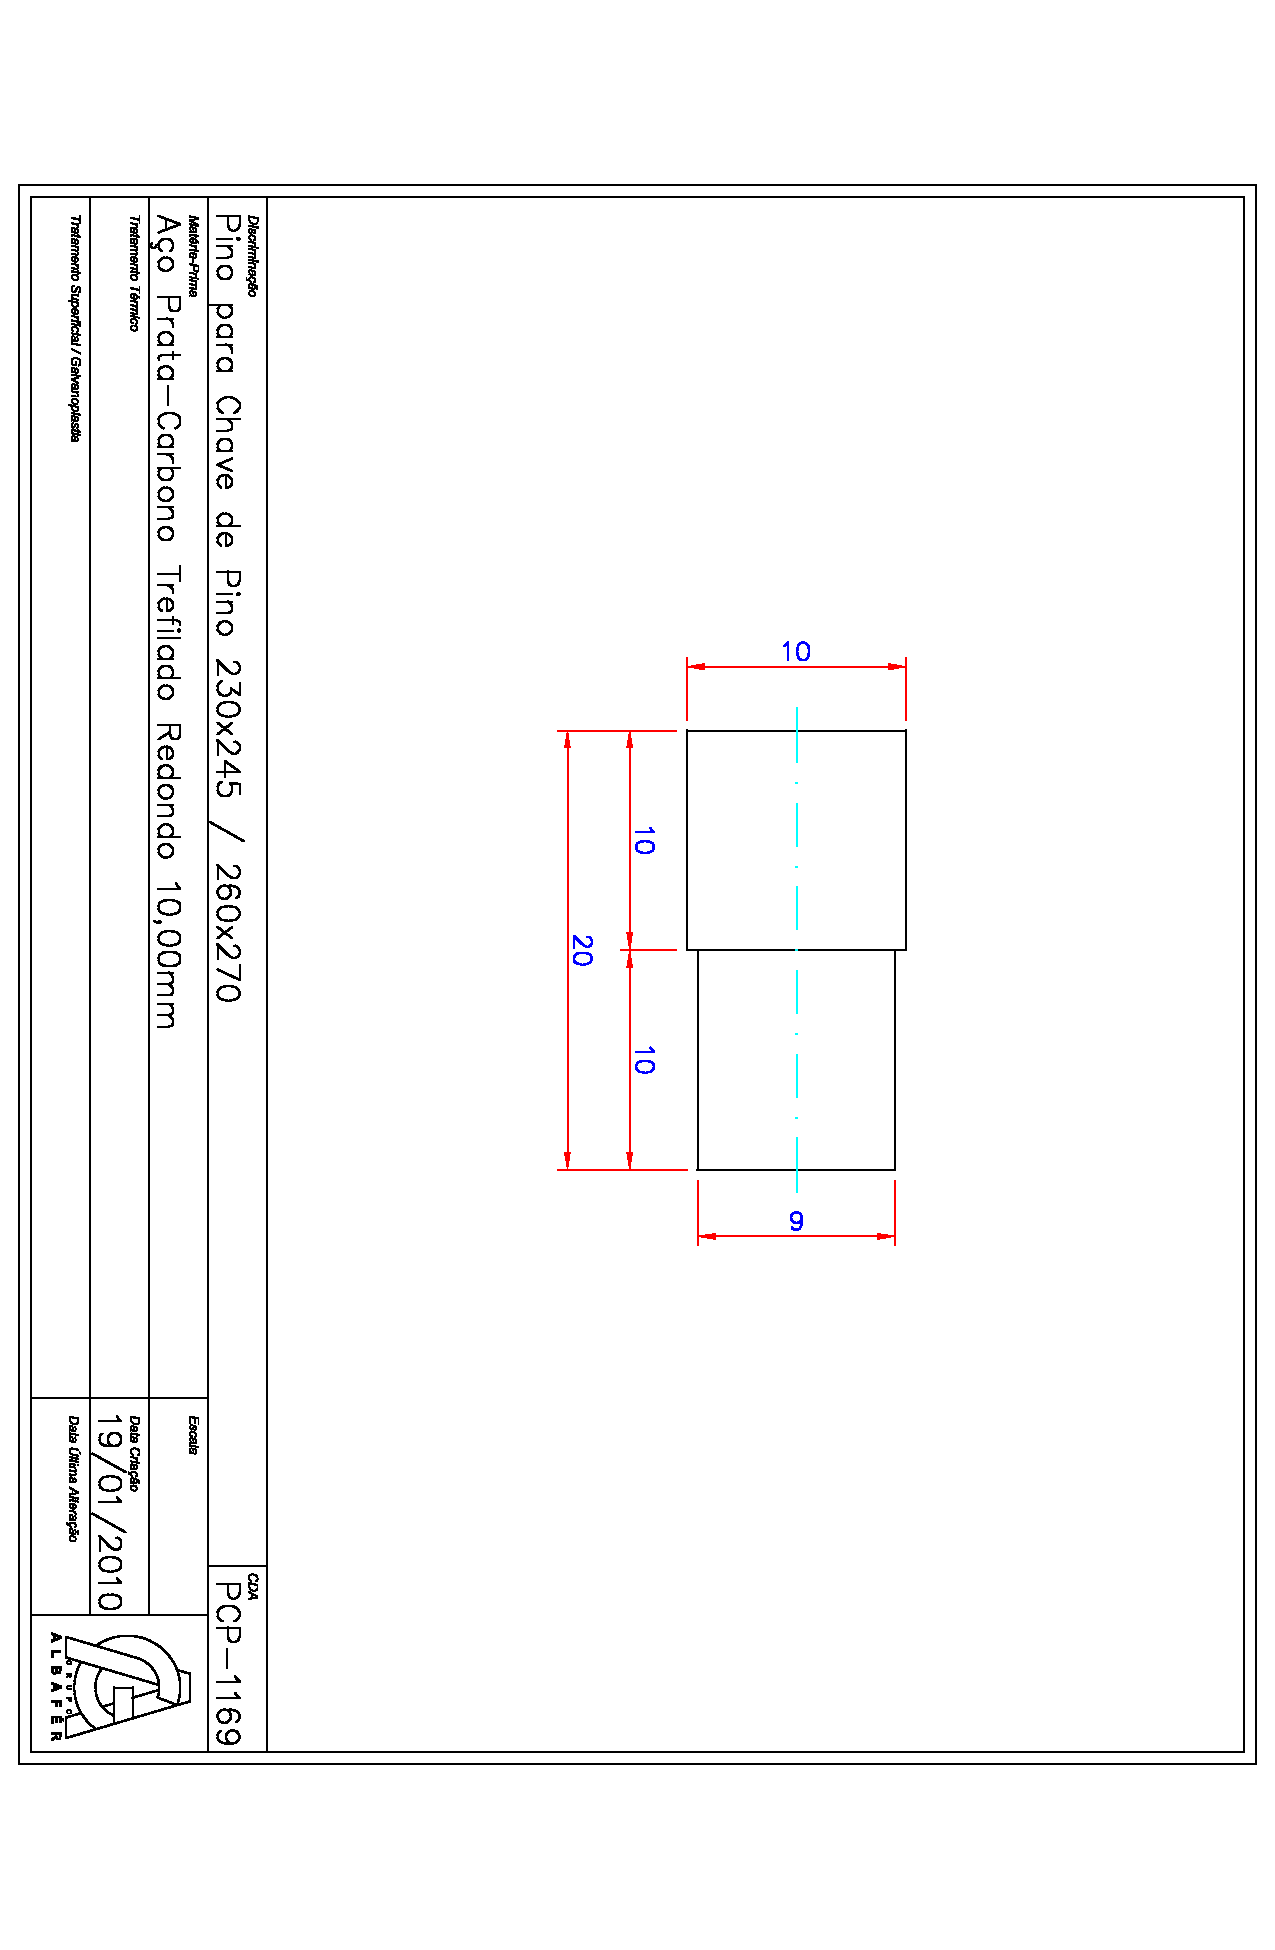 10
10
20
10
9
Discriminação
Pino para Chave de Pino 230x245 / 260x270
CDA
PCP-1169
Matéria-Prima
Aço Prata-Carbono Trefilado Redondo 10,00mm
Escala
Tratamento Térmico
Data Criação
19/01/2010
Tratamento Superficial / Galvanoplastia
Data Última Alteração
GRUPO
ALBAFÉR